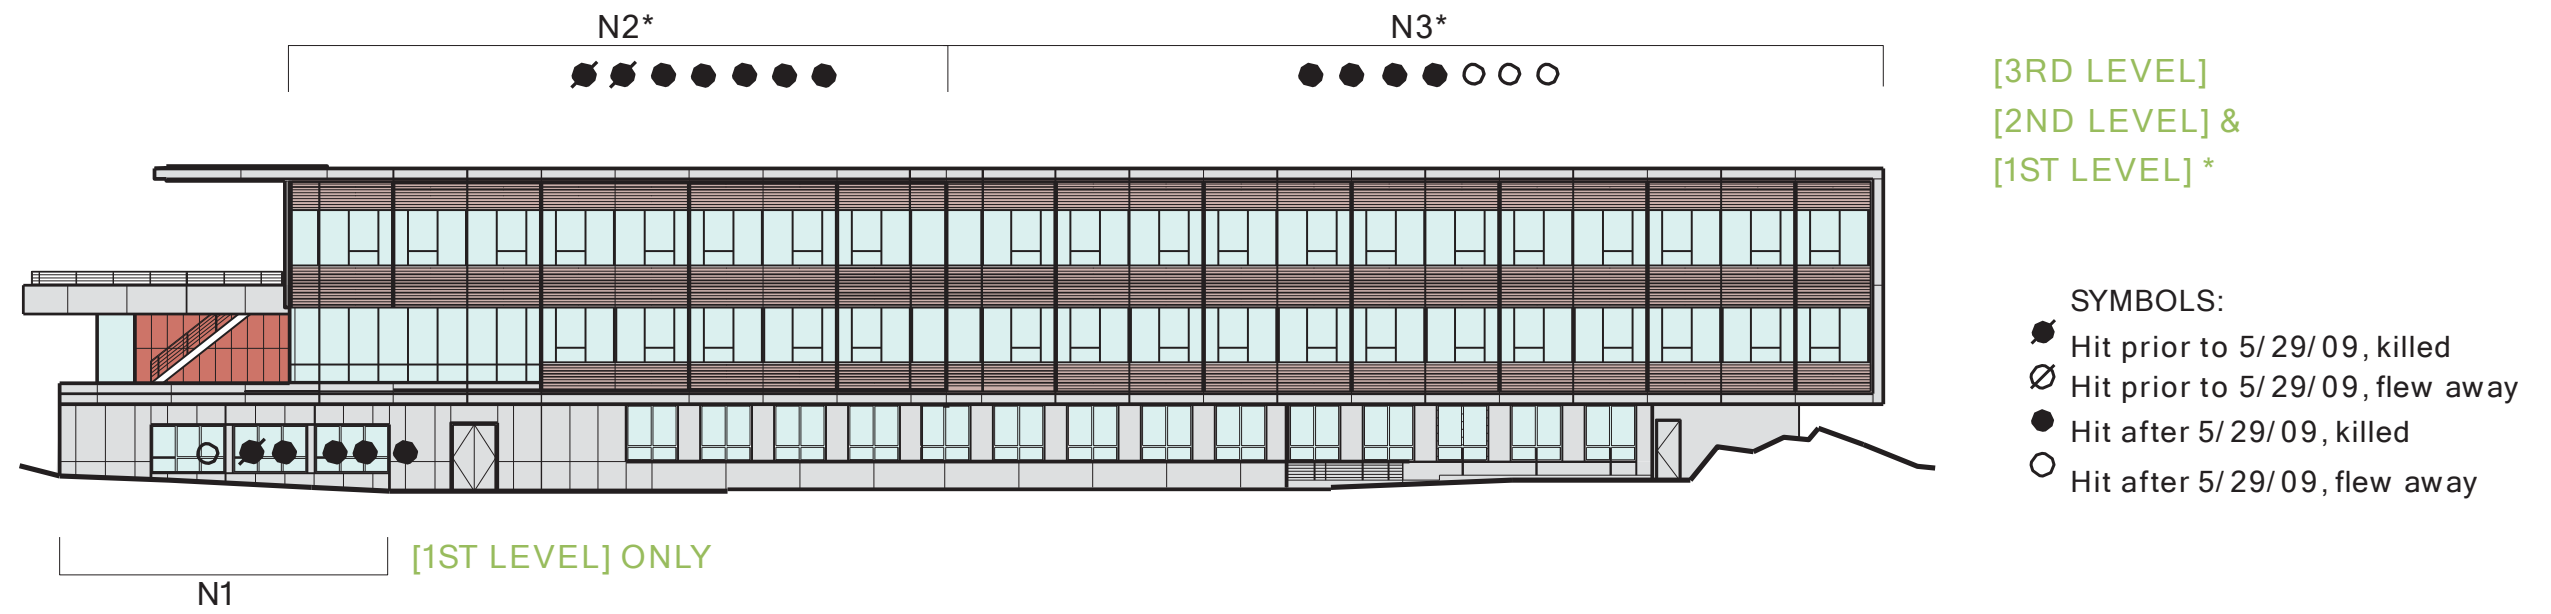 N2*
N3*
[3RD LEVEL]
[2ND LEVEL] &
[1ST LEVEL] *
SYMBOLS:
Hit prior to 5/29/09, killed
Hit prior to 5/29/09, flew away
Hit after 5/29/09, killed
Hit after 5/29/09, flew away
[1ST LEVEL] ONLY
N1